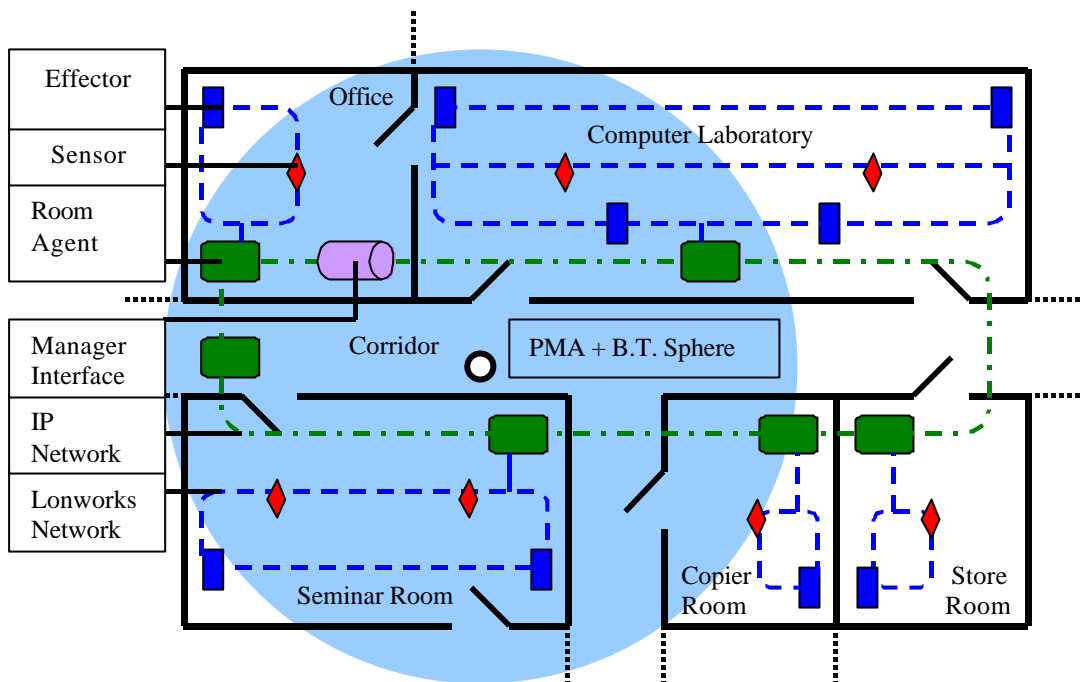 Effector
Sensor
Room
Agent
Manager
Interface
IP
Network
Lonworks
Network
Office
Computer Laboratory
Corridor
PMA + B.T. Sphere
Seminar Room
Copier
Room
Store
Room